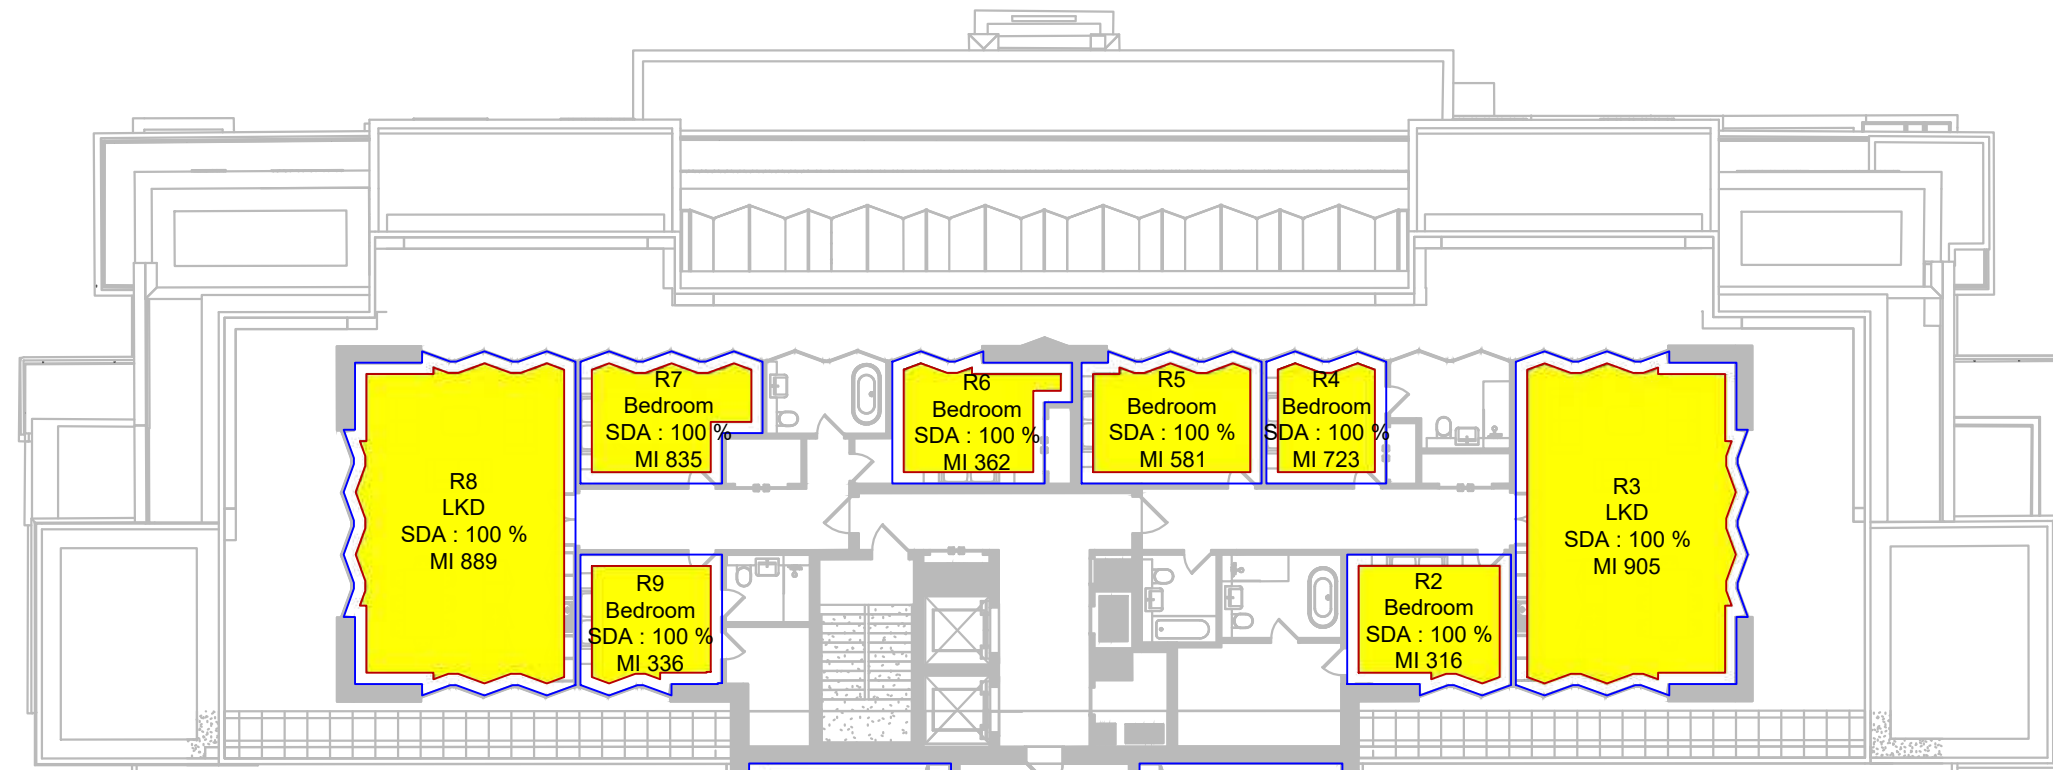 R7
Bedroom
SDA : 100 %
MI 835
R6
Bedroom
SDA : 100 %
MI 362
R5
Bedroom
SDA : 100 %
MI 581
R4
Bedroom
SDA : 100 %
MI 723
R8
LKD
SDA : 100 %
MI 889
R3
LKD
SDA : 100 %
MI 905
R9
Bedroom
SDA : 100 %
MI 336
R2
Bedroom
SDA : 100 %
MI 316